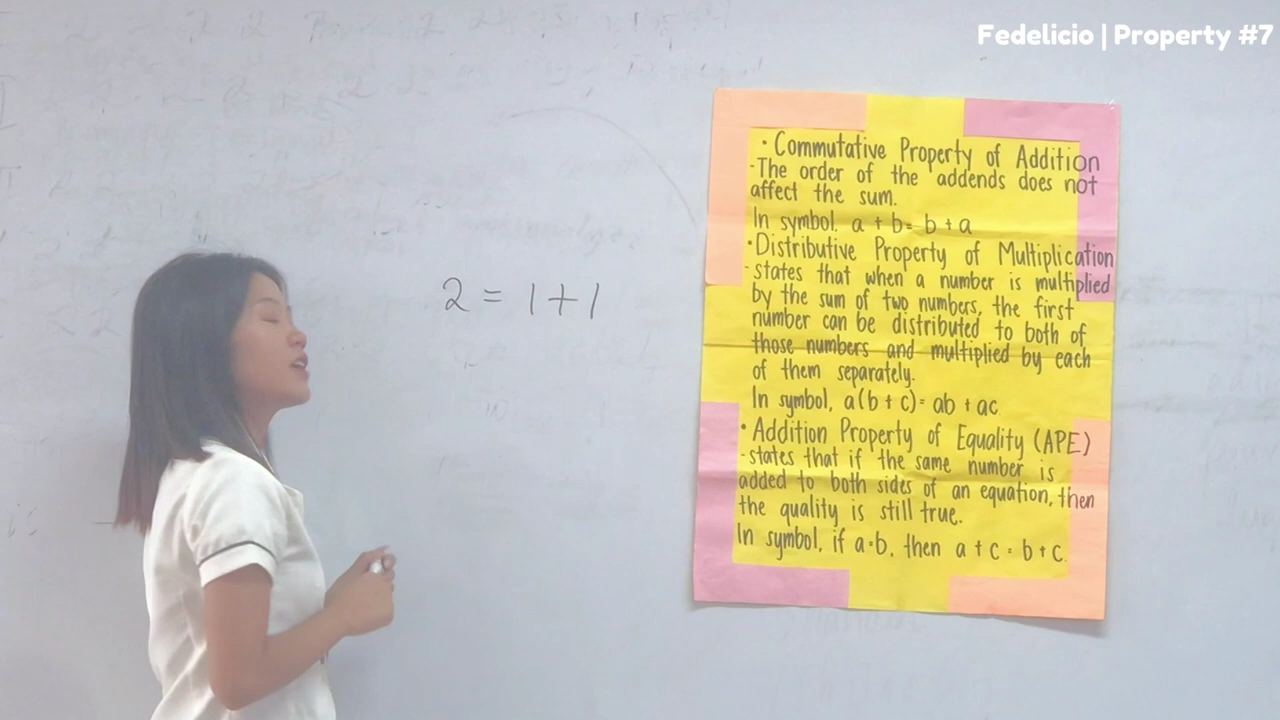 Fedelicio | Property #7
2 = 1+1
• Commutative Property of Addition
-The order of the addends does not
affect the sum.
In symbol. a + b = b + a
•Distributive Property of Multiplication
-states that when a number is multiplied
by the sum of two numbers, the first
number can be distributed to both of
those numbers and multiplied by each
of them separately.
In symbol, a(b + c) = ab + ac
•Addition Property of Equality (APE)
-states that if the same number is
added to both sides of an equation, then
the quality is still true.
In symbol, if a=b, then a + c = b + c.